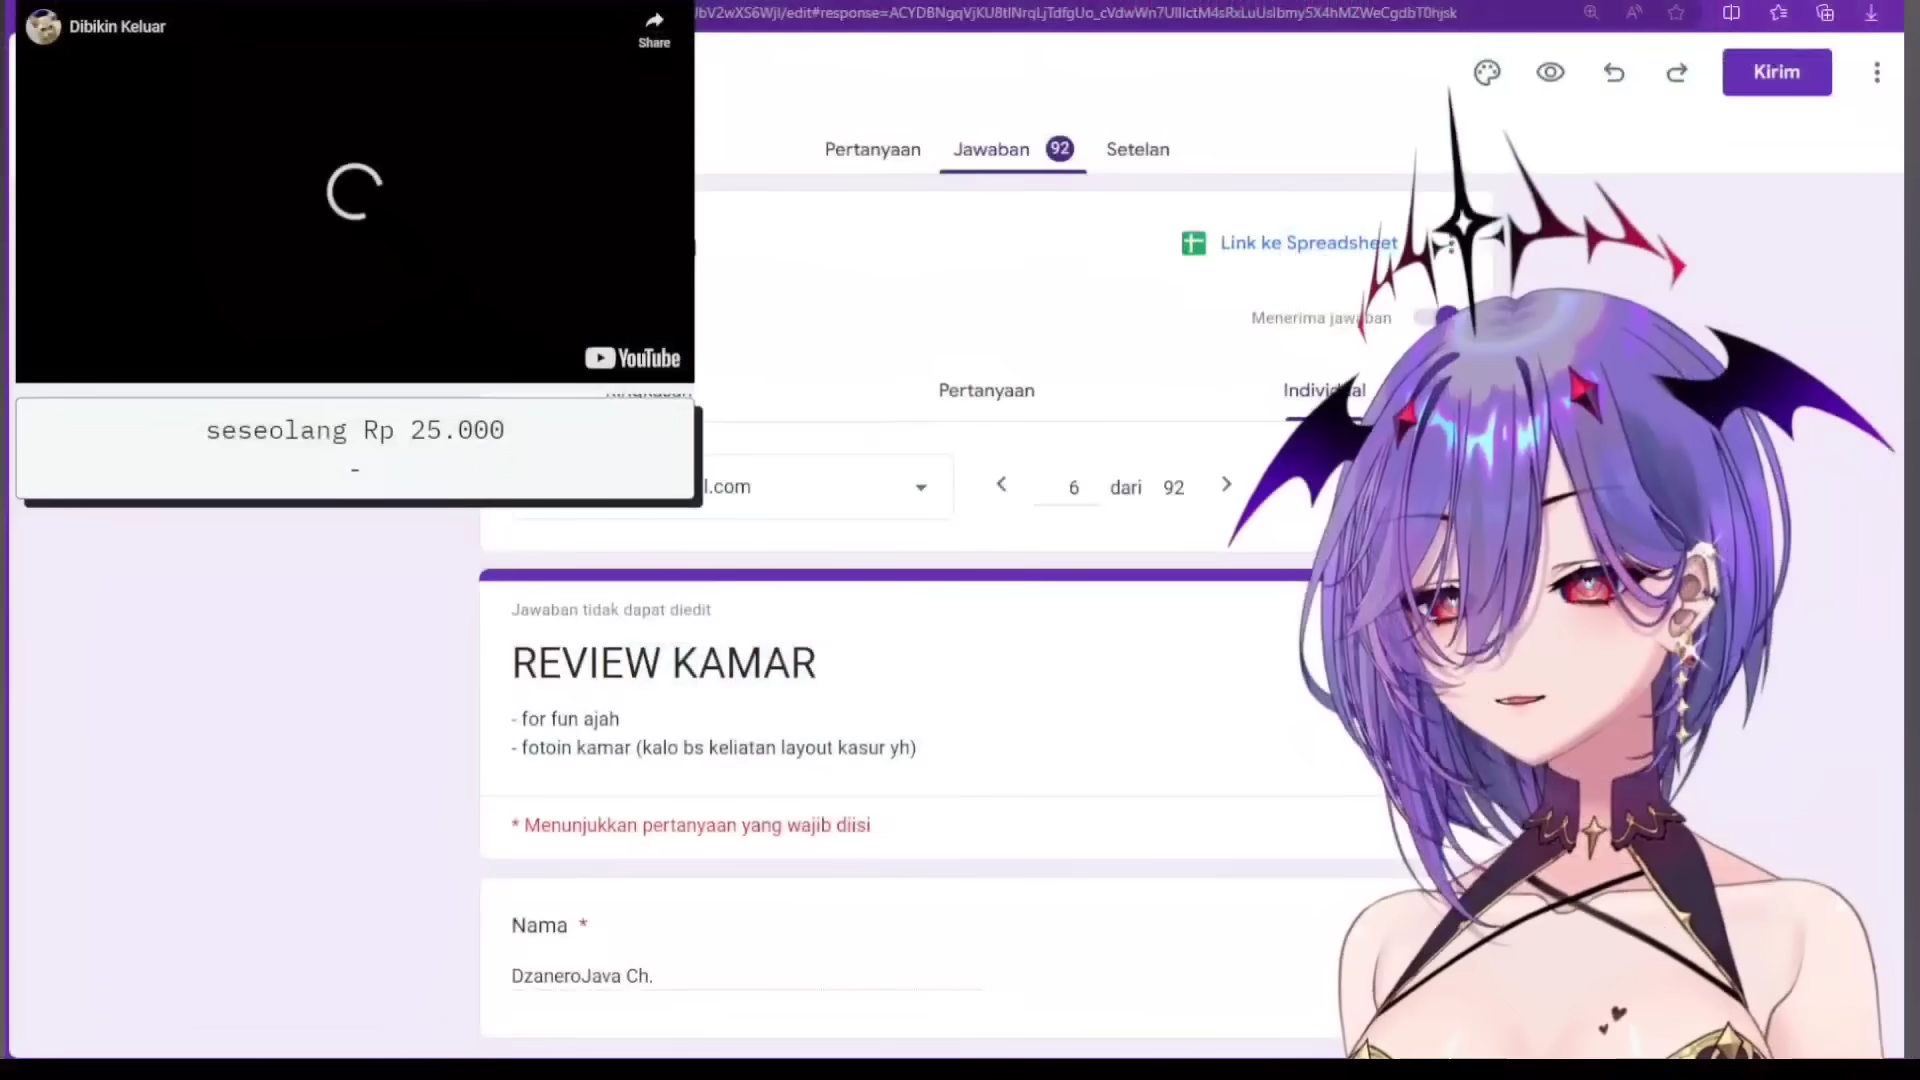 Dibikin Keluar
Share
YouTube
seseolang Rp 25.000
-
Kirim
Pertanyaan
Jawaban 92 Setelan
Link ke Spreadsheet
Menerima jawaban
Pertanyaan
Individual
l.com
6 dari 92
Jawaban tidak dapat diedit
REVIEW KAMAR
- for fun ajah
- fotoin kamar (kalo bs keliatan layout kasur yh)
* Menunjukkan pertanyaan yang wajib diisi
Nama *
DzaneroJava Ch.